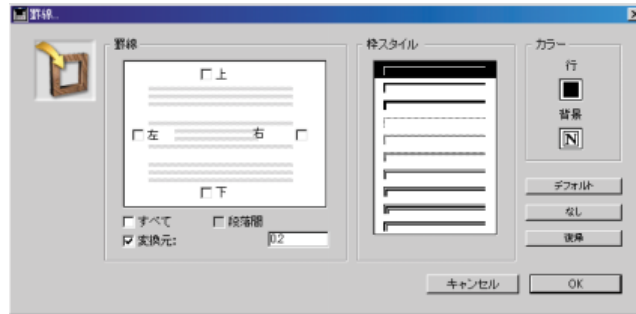 罫線...
罫線
上
左 右
下
すべて 段落間
変換元: 0.2
枠スタイル
カラー
行
背景
N
デフォルト
なし
復帰
キャンセル OK